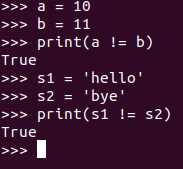 >>> a = 10
>>> b = 11
>>> print(a != b)
True
>>> s1 = 'hello'
>>> s2 = 'bye'
>>> print(s1 != s2)
True
>>>